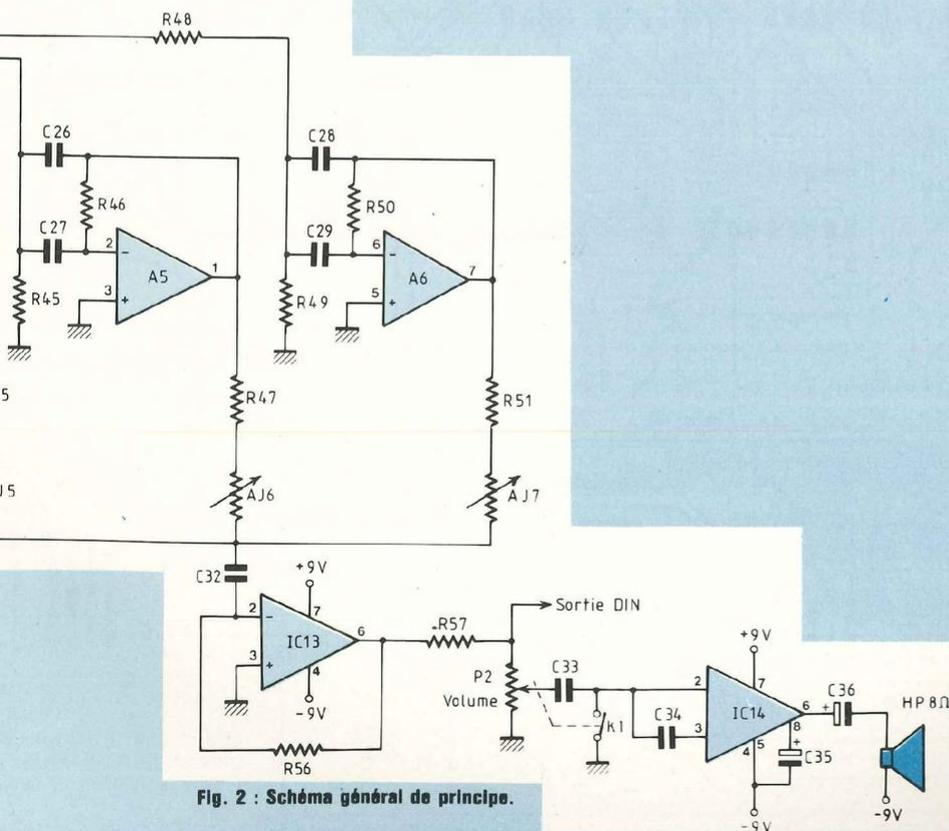 R48
C26
C28
R46
R50
C27
C29
2
-
A5
1
6
-
A6
7
3
+
5
+
R45
R49
5
R47
R51
J5
AJ6
AJ7
C32
+9V
2
-
7
IC13
6
3
+
4
-9V
R56
R57
Sortie DIN
P2
Volume
C33
K1
C34
+9V
7
2
IC14
3
6
8
4
5
+
C36
+
C35
HP 8Ω
-9V
-9V
Fig. 2 : Schéma général de principe.